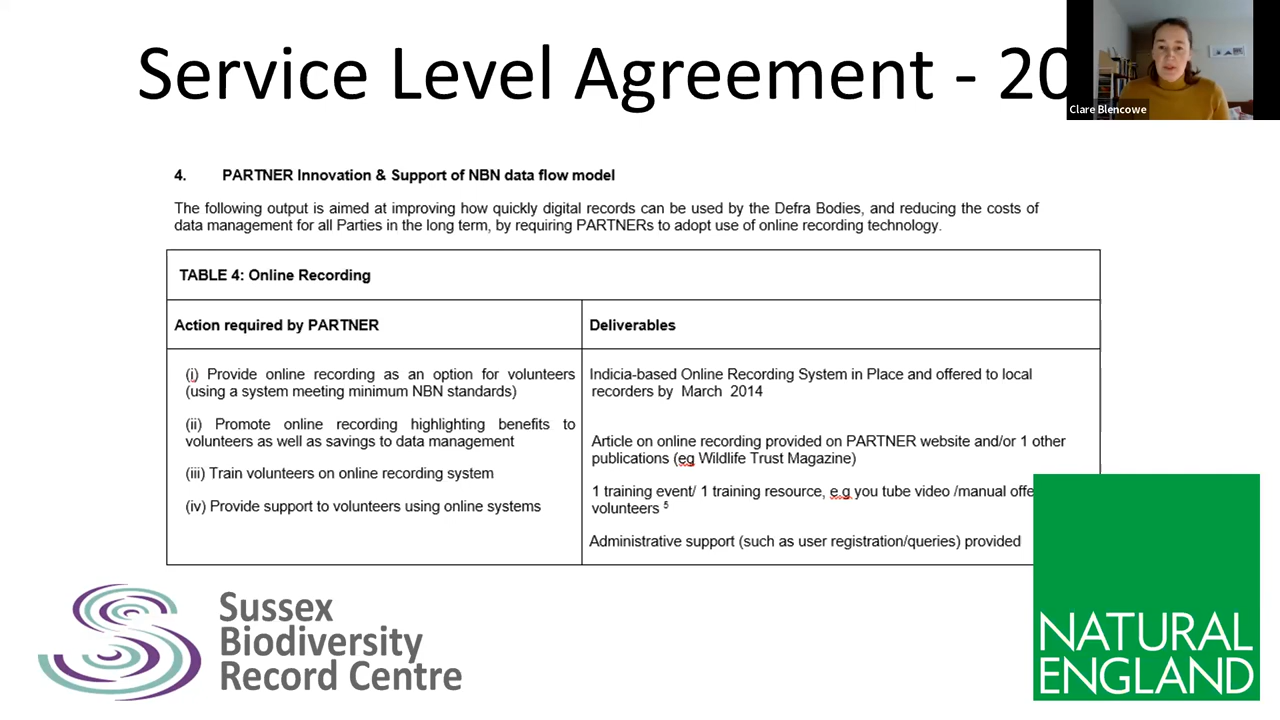 Service Level Agreement - 20
Clare Blencowe
4. PARTNER Innovation & Support of NBN data flow model
The following output is aimed at improving how quickly digital records can be used by the Defra Bodies, and reducing the costs of
data management for all Parties in the long term, by requiring PARTNERs to adopt use of online recording technology.
TABLE 4: Online Recording
Action required by PARTNER
Deliverables
(i) Provide online recording as an option for volunteers
(using a system meeting minimum NBN standards)
(ii) Promote online recording highlighting benefits to
volunteers as well as savings to data management
(iii) Train volunteers on online recording system
(iv) Provide support to volunteers using online systems
Indicia-based Online Recording System in Place and offered to local
recorders by March 2014
Article on online recording provided on PARTNER website and/or 1 other
publications (eg Wildlife Trust Magazine)
1 training event/ 1 training resource, e.g you tube video /manual offe
volunteers 5
Administrative support (such as user registration/queries) provided
Sussex
Biodiversity
Record Centre
NATURAL
ENGLAND